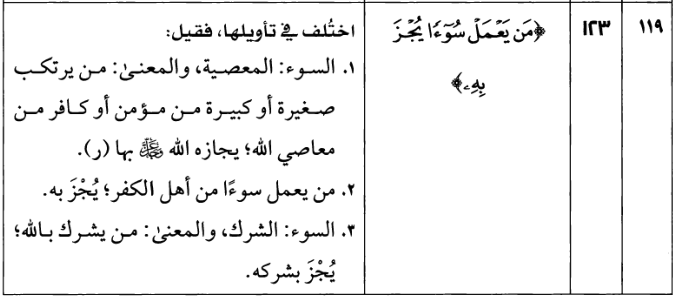 ١١٩
١٢٣
﴿مَن يَعۡمَلۡ سُوٓءٗا يُجۡزَ
بِهِۦ﴾
اختُلف في تأويلها، فقيل:
١. السوء: المعصية، والمعنىٰ: من يرتكب
صغيرة أو كبيرة من مؤمن أو كافر من
معاصي الله؛ يجازه الله ﷻ بها (ر).
٢. من يعمل سوءًا من أهل الكفر؛ يُجْزَ به.
٣. السوء: الشرك، والمعنىٰ: من يشرك بالله؛
يُجْزَ بشركه.